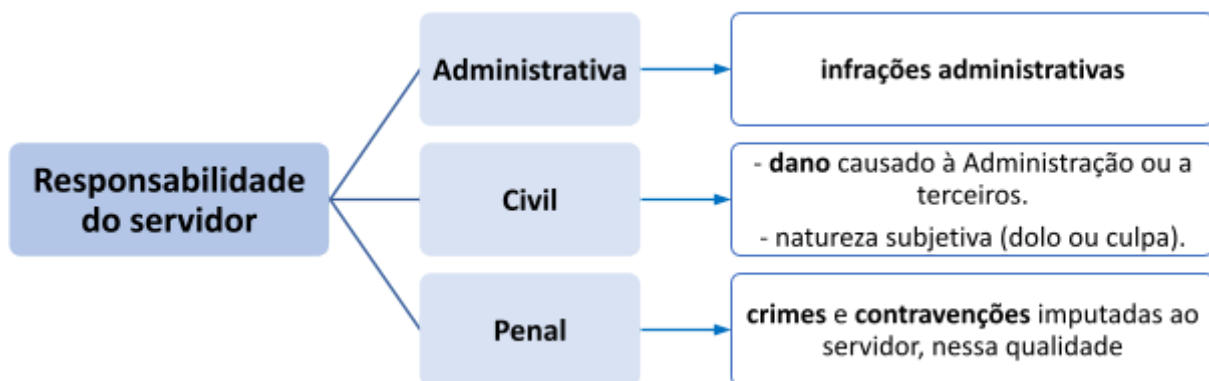 Responsabilidade
do servidor
Administrativa
infrações administrativas
Civil
- dano causado à Administração ou a
terceiros.
- natureza subjetiva (dolo ou culpa).
Penal
crimes e contravenções imputadas ao
servidor, nessa qualidade